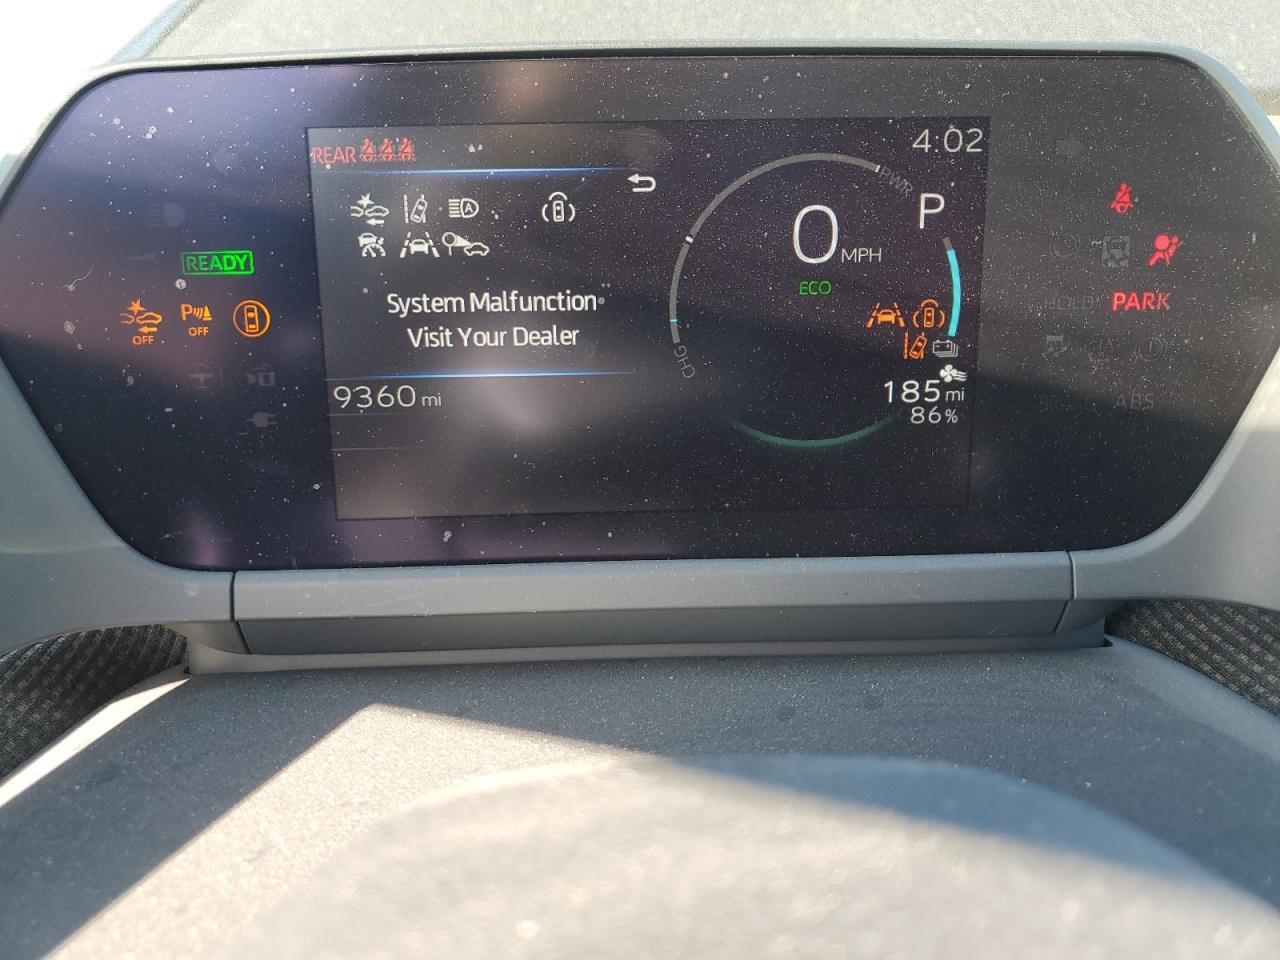 REAR
4:02
PWR
P
0 MPH
READY
ECO
System Malfunction
Visit Your Dealer
HOLD
PARK
OFF
P
OFF
A
CHG
9360 mi
185 mi
86%
BRAKE
ABS